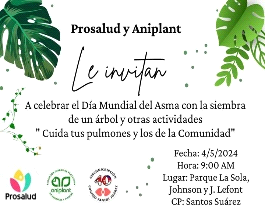 Prosalud y Aniplant
Le invitan
A celebrar el Día Mundial del Asma con la siembra
de un árbol y otras actividades
" Cuida tus pulmones y los de la Comunidad"
Fecha: 4/5/2024
Hora: 9:00 AM
Lugar: Parque La Sola,
Johnson y J. Lefont
CP: Santos Suárez
Prosalud
aniplant